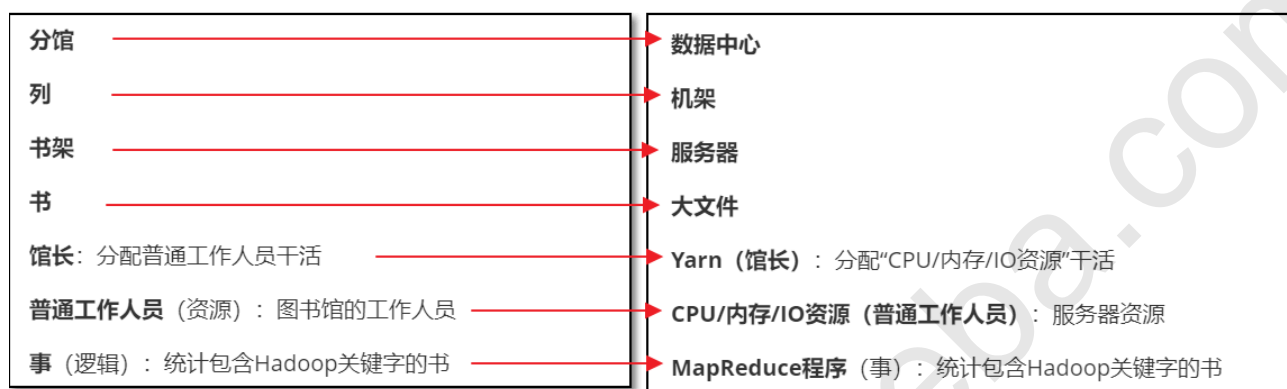 分馆
数据中心
列
机架
书架
服务器
书
大文件
馆长：分配普通工作人员干活
Yarn（馆长）：分配“CPU/内存/IO资源”干活
普通工作人员（资源）：图书馆的工作人员
CPU/内存/IO资源（普通工作人员）：服务器资源
事（逻辑）：统计包含Hadoop关键字的书
MapReduce程序（事）：统计包含Hadoop关键字的书
eba.con